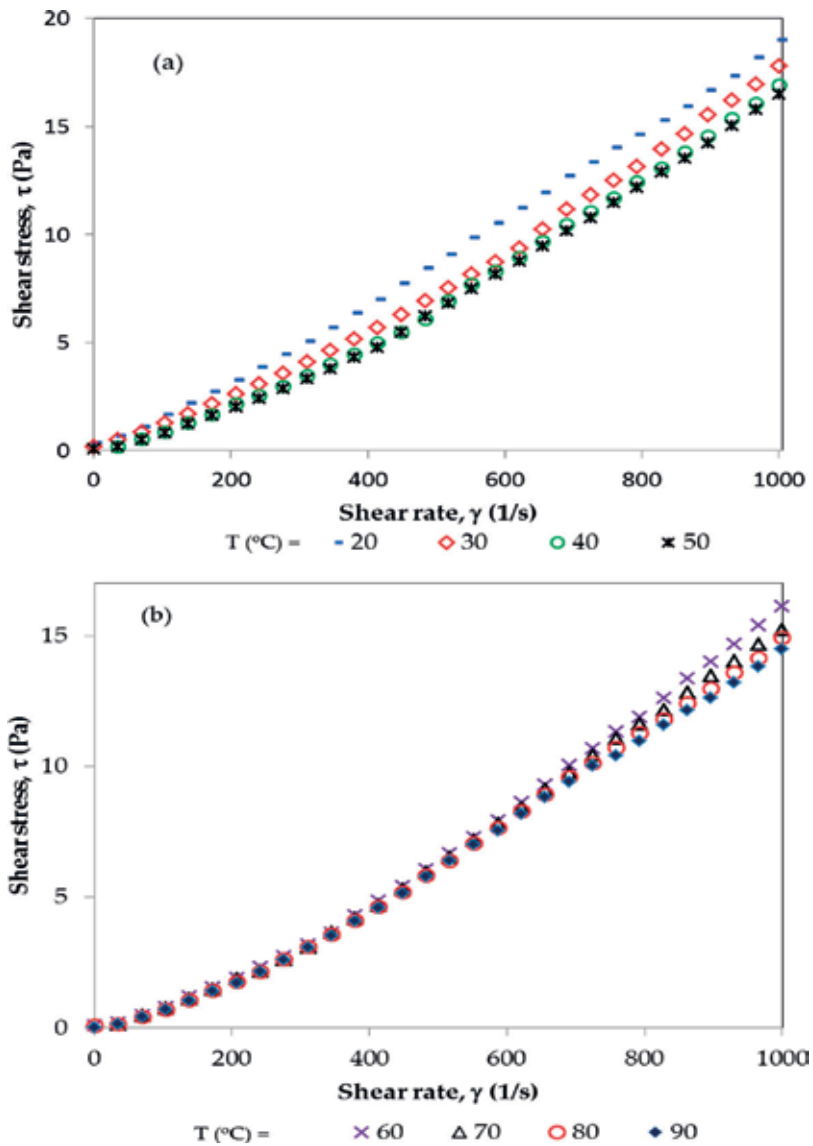 20
(a)
15
Shear stress, τ (Pa)
10
5
0
0 200 400 600 800 1000
Shear rate, γ (1/s)
T (ºC) = 20 30 40 50
(b)
15
Shear stress, τ (Pa)
10
5
0
0 200 400 600 800 1000
Shear rate, γ (1/s)
T (ºC) = 60 70 80 90